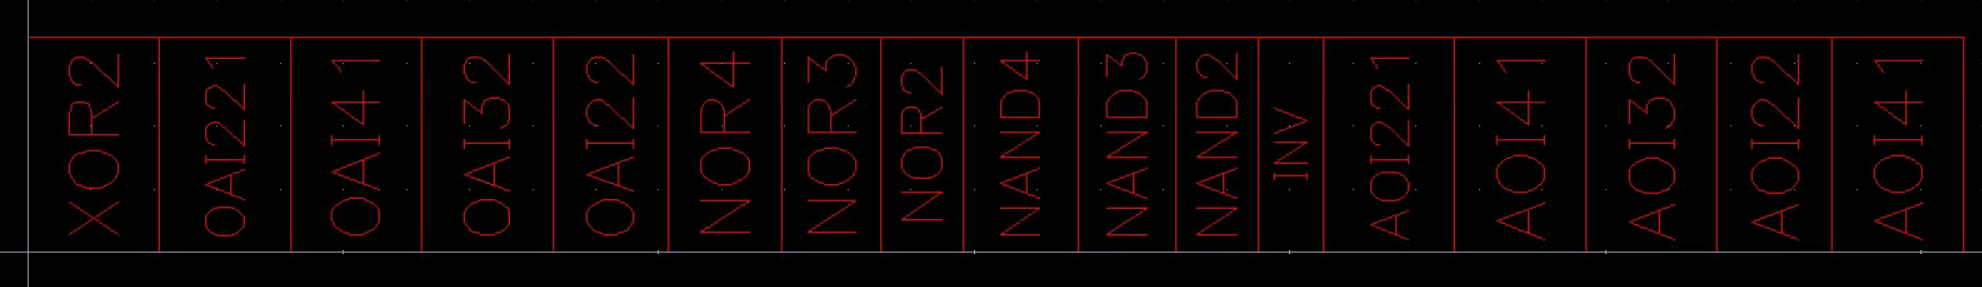 XOR2
OAI221
OAI41
OAI32
OAI22
NOR4
NOR3
NOR2
NAND4
NAND3
NAND2
INV
AOI221
AOI41
AOI32
AOI22
AOI41